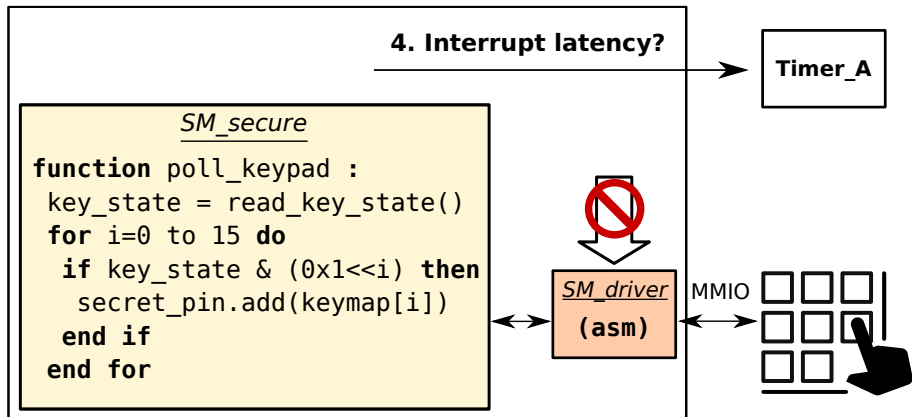 4. Interrupt latency?
Timer_A
SM_secure
function poll_keypad :
key_state = read_key_state()
for i=0 to 15 do
if key_state & (0x1<<i) then
secret_pin.add(keymap[i])
end if
end for
SM_driver
(asm)
MMIO